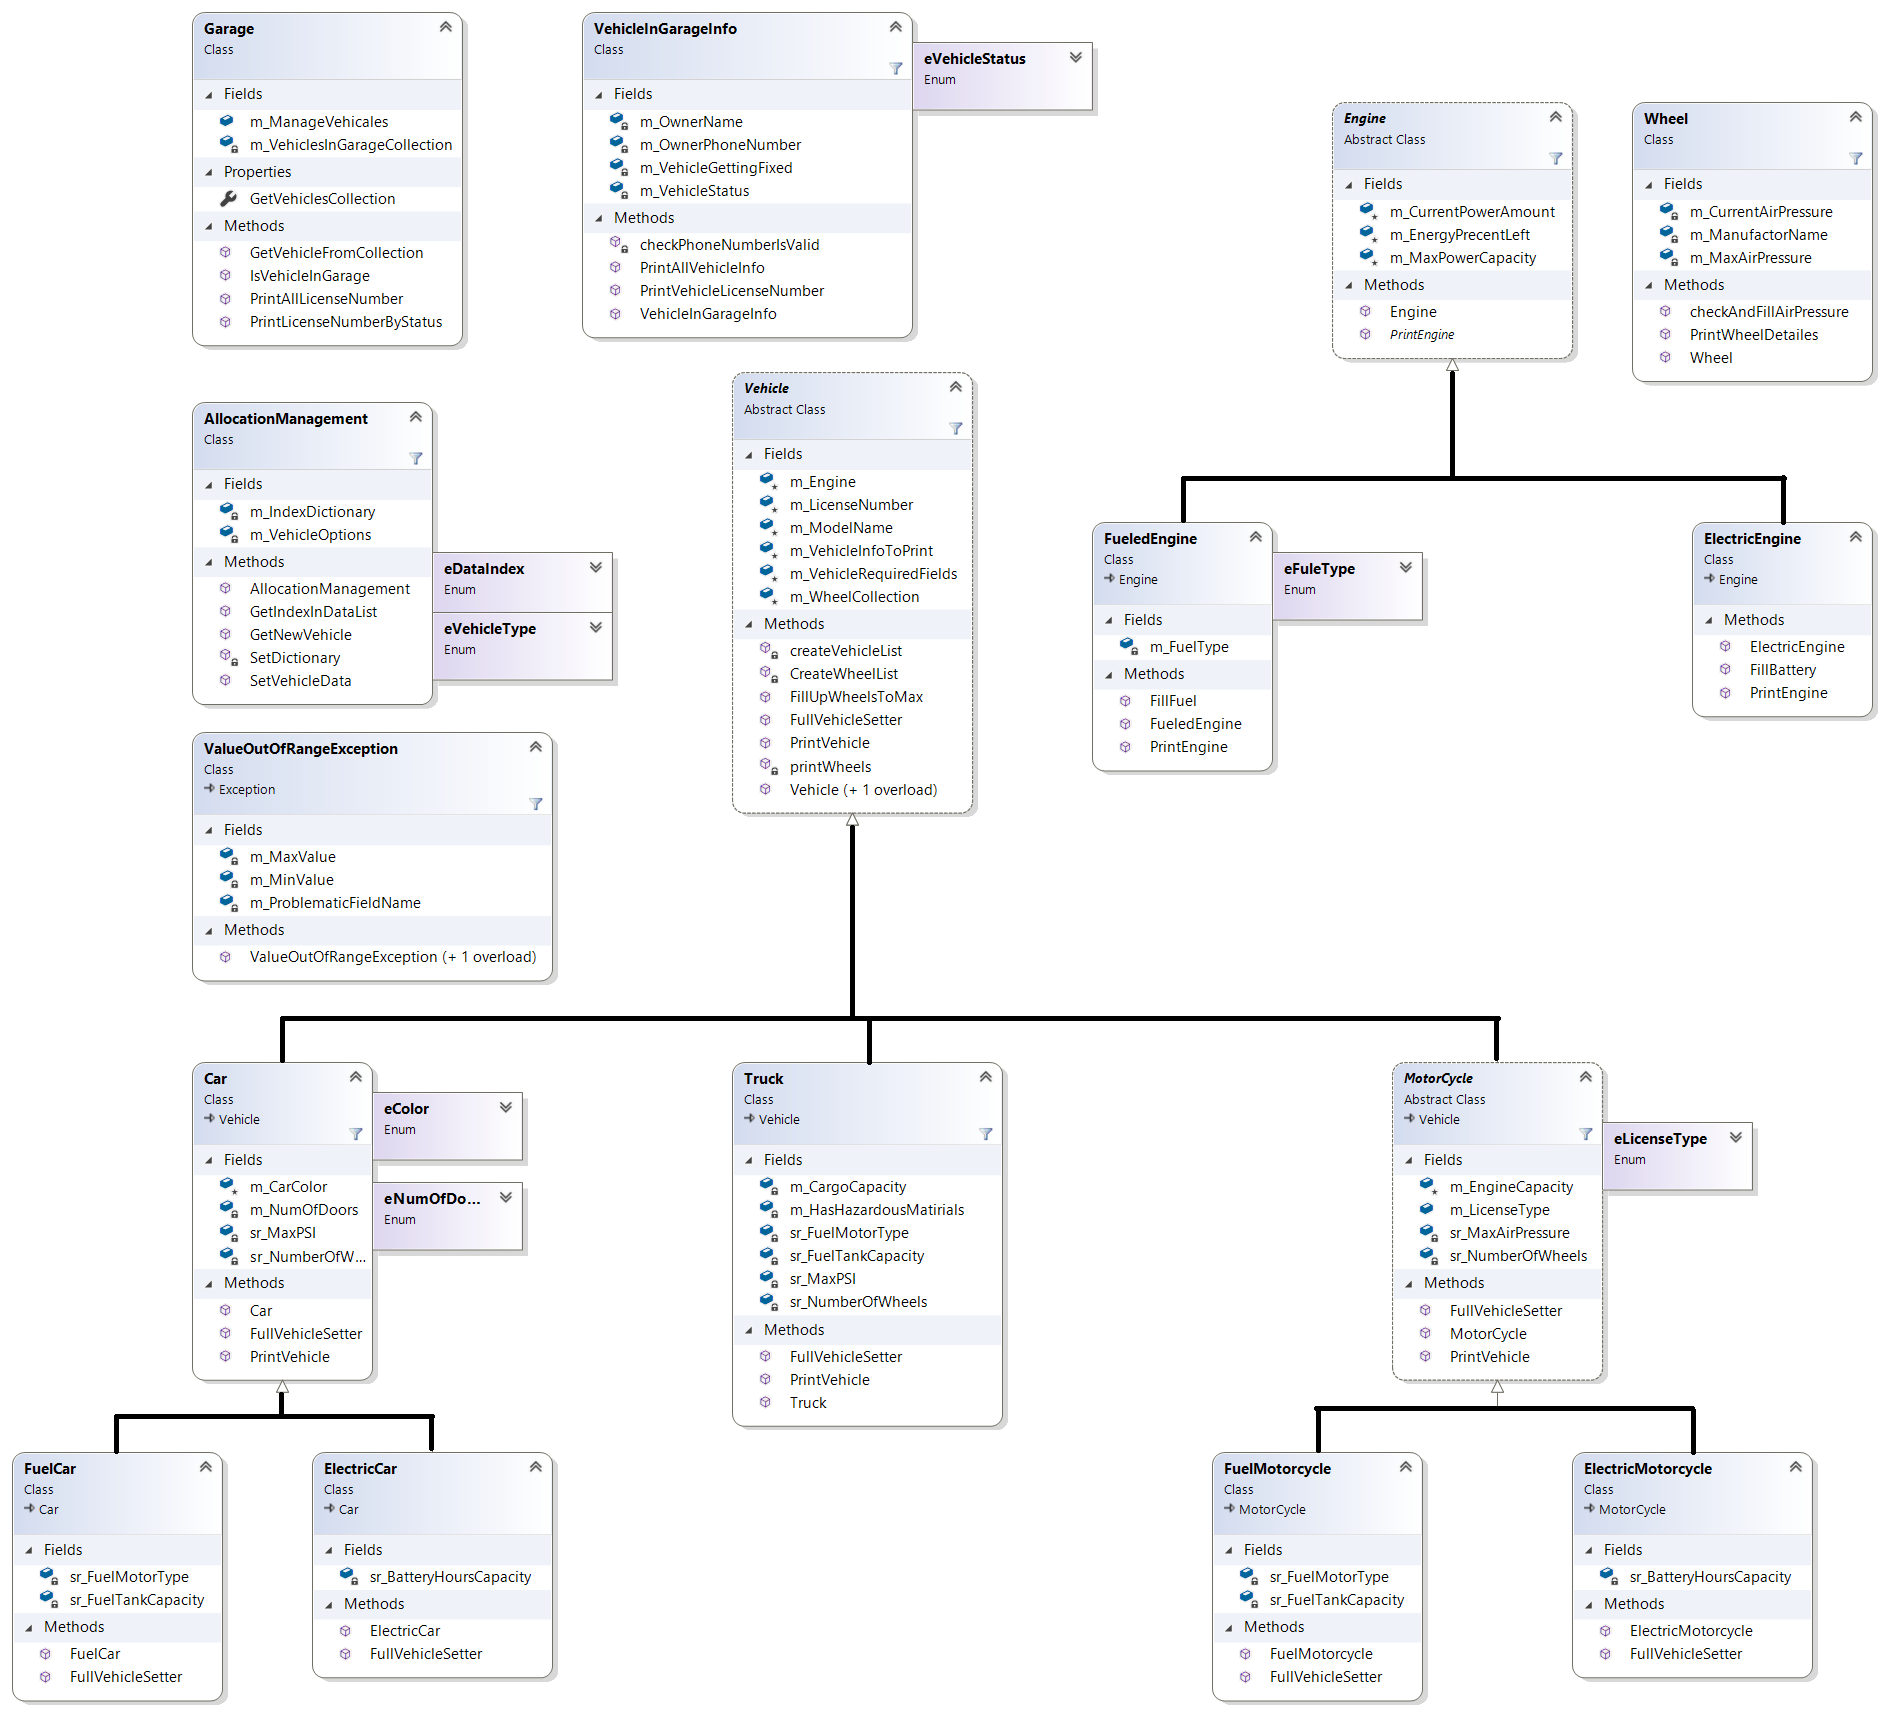 Garage
Class
Fields
m_ManageVehicales
m_VehiclesInGarageCollection
Properties
GetVehiclesCollection
Methods
GetVehicleFromCollection
IsVehicleInGarage
PrintAllLicenseNumber
PrintLicenseNumberByStatus
VehicleInGarageInfo
Class
Fields
m_OwnerName
m_OwnerPhoneNumber
m_VehicleGettingFixed
m_VehicleStatus
Methods
checkPhoneNumberIsValid
PrintAllVehicleInfo
PrintVehicleLicenseNumber
VehicleInGarageInfo
eVehicleStatus
Enum
Engine
Abstract Class
Fields
m_CurrentPowerAmount
m_EnergyPrecentLeft
m_MaxPowerCapacity
Methods
Engine
PrintEngine
Wheel
Class
Fields
m_CurrentAirPressure
m_ManufactorName
m_MaxAirPressure
Methods
checkAndFillAirPressure
PrintWheelDetailes
Wheel
AllocationManagement
Class
Fields
m_IndexDictionary
m_VehicleOptions
Methods
AllocationManagement
GetIndexInDataList
GetNewVehicle
SetDictionary
SetVehicleData
eDataIndex
Enum
eVehicleType
Enum
Vehicle
Abstract Class
Fields
m_Engine
m_LicenseNumber
m_ModelName
m_VehicleInfoToPrint
m_VehicleRequiredFields
m_WheelCollection
Methods
createVehicleList
CreateWheelList
FillUpWheelsToMax
FullVehicleSetter
PrintVehicle
printWheels
Vehicle (+ 1 overload)
FueledEngine
Class
Engine
Fields
m_FuelType
Methods
FillFuel
FueledEngine
PrintEngine
eFuleType
Enum
ElectricEngine
Class
Engine
Methods
ElectricEngine
FillBattery
PrintEngine
ValueOutOfRangeException
Class
Exception
Fields
m_MaxValue
m_MinValue
m_ProblematicFieldName
Methods
ValueOutOfRangeException (+ 1 overload)
Car
Class
Vehicle
Fields
m_CarColor
m_NumOfDoors
sr_MaxPSI
sr_NumberOfW...
Methods
Car
FullVehicleSetter
PrintVehicle
eColor
Enum
eNumOfDo...
Enum
Truck
Class
Vehicle
Fields
m_CargoCapacity
m_HasHazardousMatirials
sr_FuelMotorType
sr_FuelTankCapacity
sr_MaxPSI
sr_NumberOfWheels
Methods
FullVehicleSetter
PrintVehicle
Truck
MotorCycle
Abstract Class
Vehicle
Fields
m_EngineCapacity
m_LicenseType
sr_MaxAirPressure
sr_NumberOfWheels
Methods
FullVehicleSetter
MotorCycle
PrintVehicle
eLicenseType
Enum
FuelCar
Class
Car
Fields
sr_FuelMotorType
sr_FuelTankCapacity
Methods
FuelCar
FullVehicleSetter
ElectricCar
Class
Car
Fields
sr_BatteryHoursCapacity
Methods
ElectricCar
FullVehicleSetter
FuelMotorcycle
Class
MotorCycle
Fields
sr_FuelMotorType
sr_FuelTankCapacity
Methods
FuelMotorcycle
FullVehicleSetter
ElectricMotorcycle
Class
MotorCycle
Fields
sr_BatteryHoursCapacity
Methods
ElectricMotorcycle
FullVehicleSetter